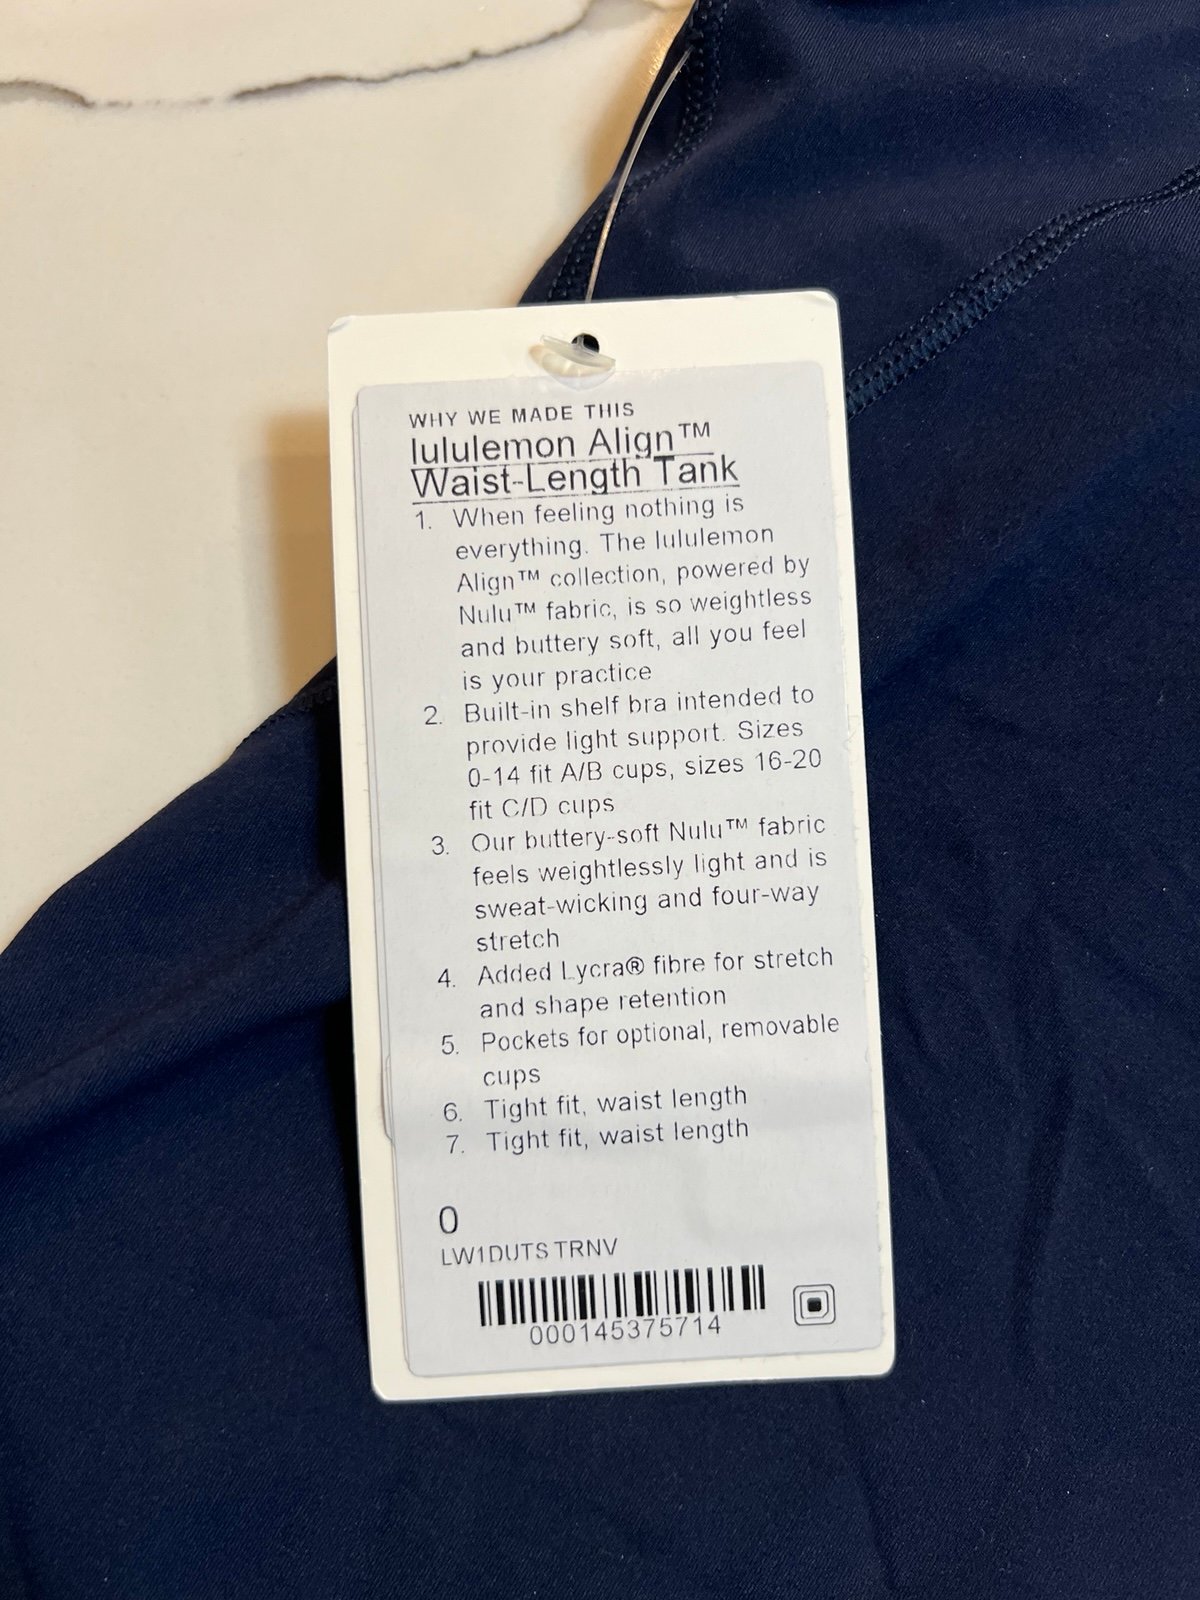 WHY WE MADE THIS
lululemon Align™
Waist-Length Tank
1. When feeling nothing is
everything. The lululemon
Align™ collection, powered by
Nulu™ fabric, is so weightless
and buttery soft, all you feel
is your practice
2. Built-in shelf bra intended to
provide light support. Sizes
0-14 fit A/B cups, sizes 16-20
fit C/D cups
3. Our buttery-soft Nulu™ fabric
feels weightlessly light and is
sweat-wicking and four-way
stretch
4. Added Lycra® fibre for stretch
and shape retention
5. Pockets for optional, removable
cups
6. Tight fit, waist length
7. Tight fit, waist length
0
LW1DUTS TRNV
000145375714